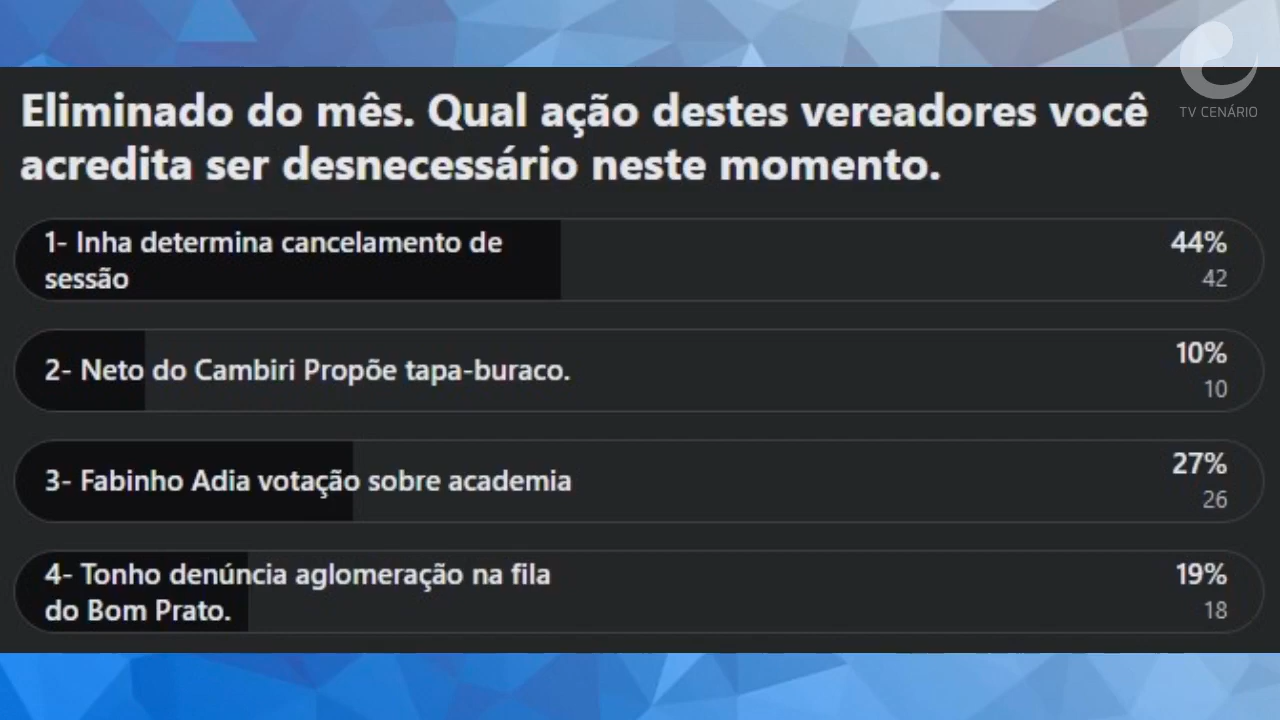 TV CENÁRIO
Eliminado do mês. Qual ação destes vereadores você
acredita ser desnecessário neste momento.
1- Inha determina cancelamento de
sessão
44%
42
2- Neto do Cambiri Propõe tapa-buraco.
10%
10
3- Fabinho Adia votação sobre academia
27%
26
4- Tonho denúncia aglomeração na fila
do Bom Prato.
19%
18